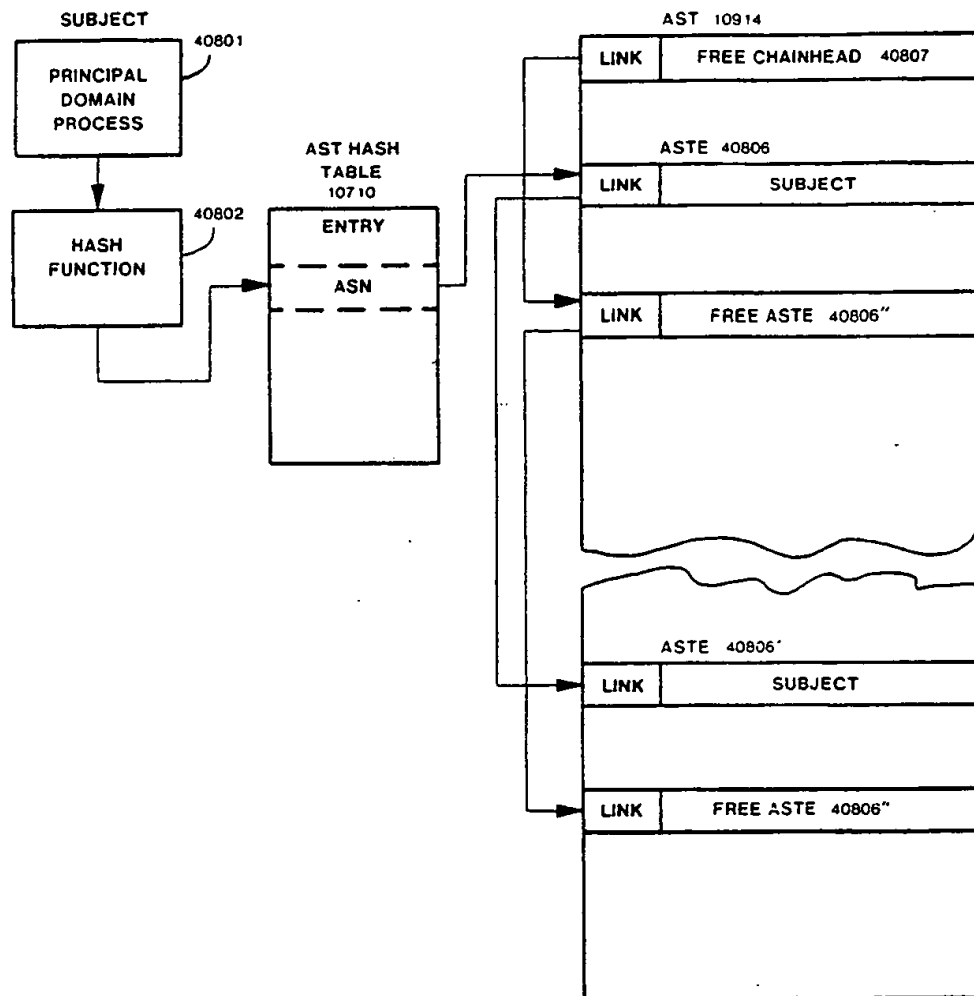 SUBJECT
40801
PRINCIPAL
DOMAIN
PROCESS
40802
HASH
FUNCTION
AST HASH
TABLE
10710
ENTRY
ASN
AST 10914
LINK FREE CHAINHEAD 40807
ASTE 40806
LINK SUBJECT
LINK FREE ASTE 40806"
ASTE 40806'
LINK SUBJECT
LINK FREE ASTE 40806"